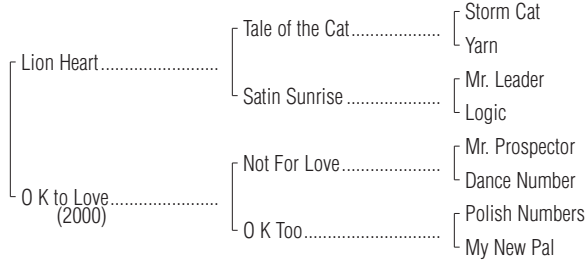 Storm Cat
Tale of the Cat....................
Yarn
Lion Heart.........................
Mr. Leader
Satin Sunrise .....................
Logic
Mr. Prospector
Not For Love.......................
Dance Number
O K to Love........................
(2000)
Polish Numbers
O K Too............................
My New Pal